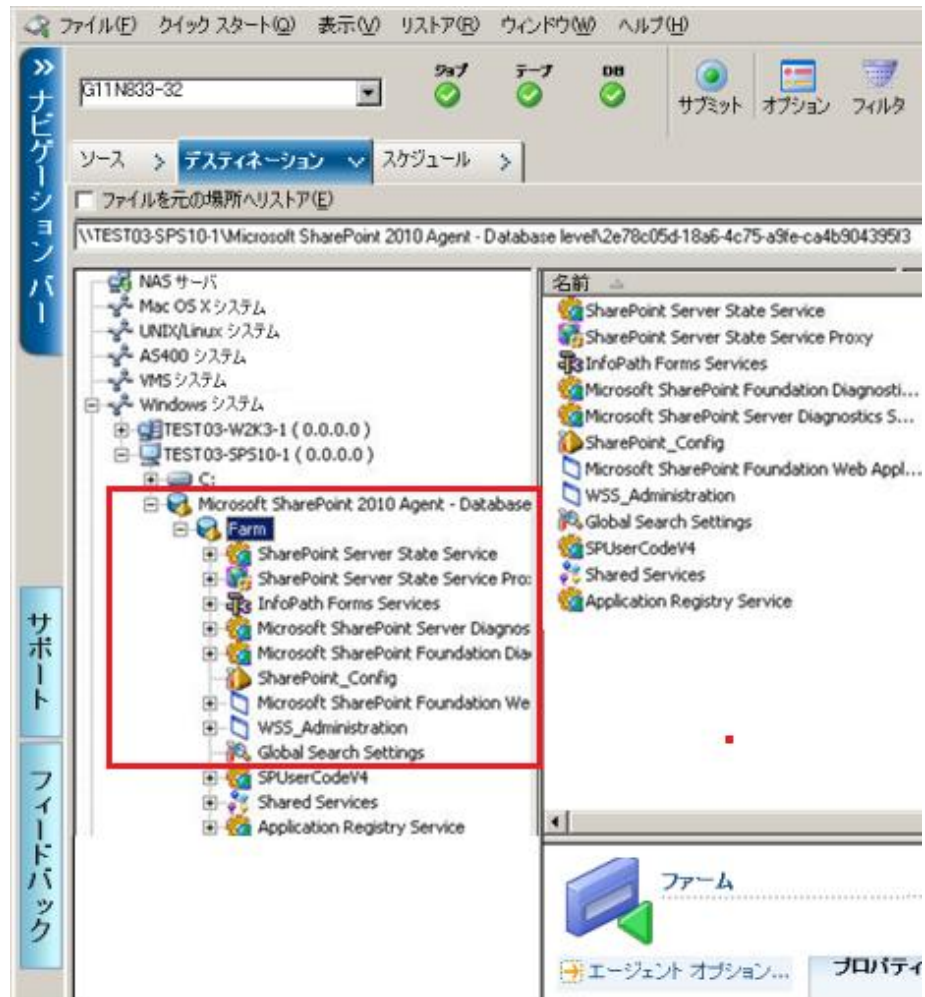 ファイル(F) クイック スタート(Q) 表示(V) リストア(R) ウィンドウ(W) ヘルプ(H)
ナビゲーション バー
G11N833-32
ジョブ テープ DB
サブミット オプション フィルタ
ソース デスティネーション スケジュール
ファイルを元の場所へリストア(E)
\\TEST03-SPS10-1\Microsoft SharePoint 2010 Agent - Database level\2e78c05d-18a6-4c75-a9fe-ca4b904395f3
NAS サーバ
Mac OS X システム
UNIX/Linux システム
AS400 システム
VMS システム
Windows システム
TEST03-W2K3-1 ( 0.0.0.0 )
TEST03-SPS10-1 ( 0.0.0.0 )
C:
Microsoft SharePoint 2010 Agent - Database
Farm
SharePoint Server State Service
SharePoint Server State Service Pro
InfoPath Forms Services
Microsoft SharePoint Server Diagnos
Microsoft SharePoint Foundation Dia
SharePoint_Config
Microsoft SharePoint Foundation We
WSS_Administration
Global Search Settings
SPUserCodeV4
Shared Services
Application Registry Service
名前
SharePoint Server State Service
SharePoint Server State Service Proxy
InfoPath Forms Services
Microsoft SharePoint Foundation Diagnosti...
Microsoft SharePoint Server Diagnostics S...
SharePoint_Config
Microsoft SharePoint Foundation Web Appl...
WSS_Administration
Global Search Settings
SPUserCodeV4
Shared Services
Application Registry Service
サポート
フィードバック
ファーム
エージェント オプション... プロパティ